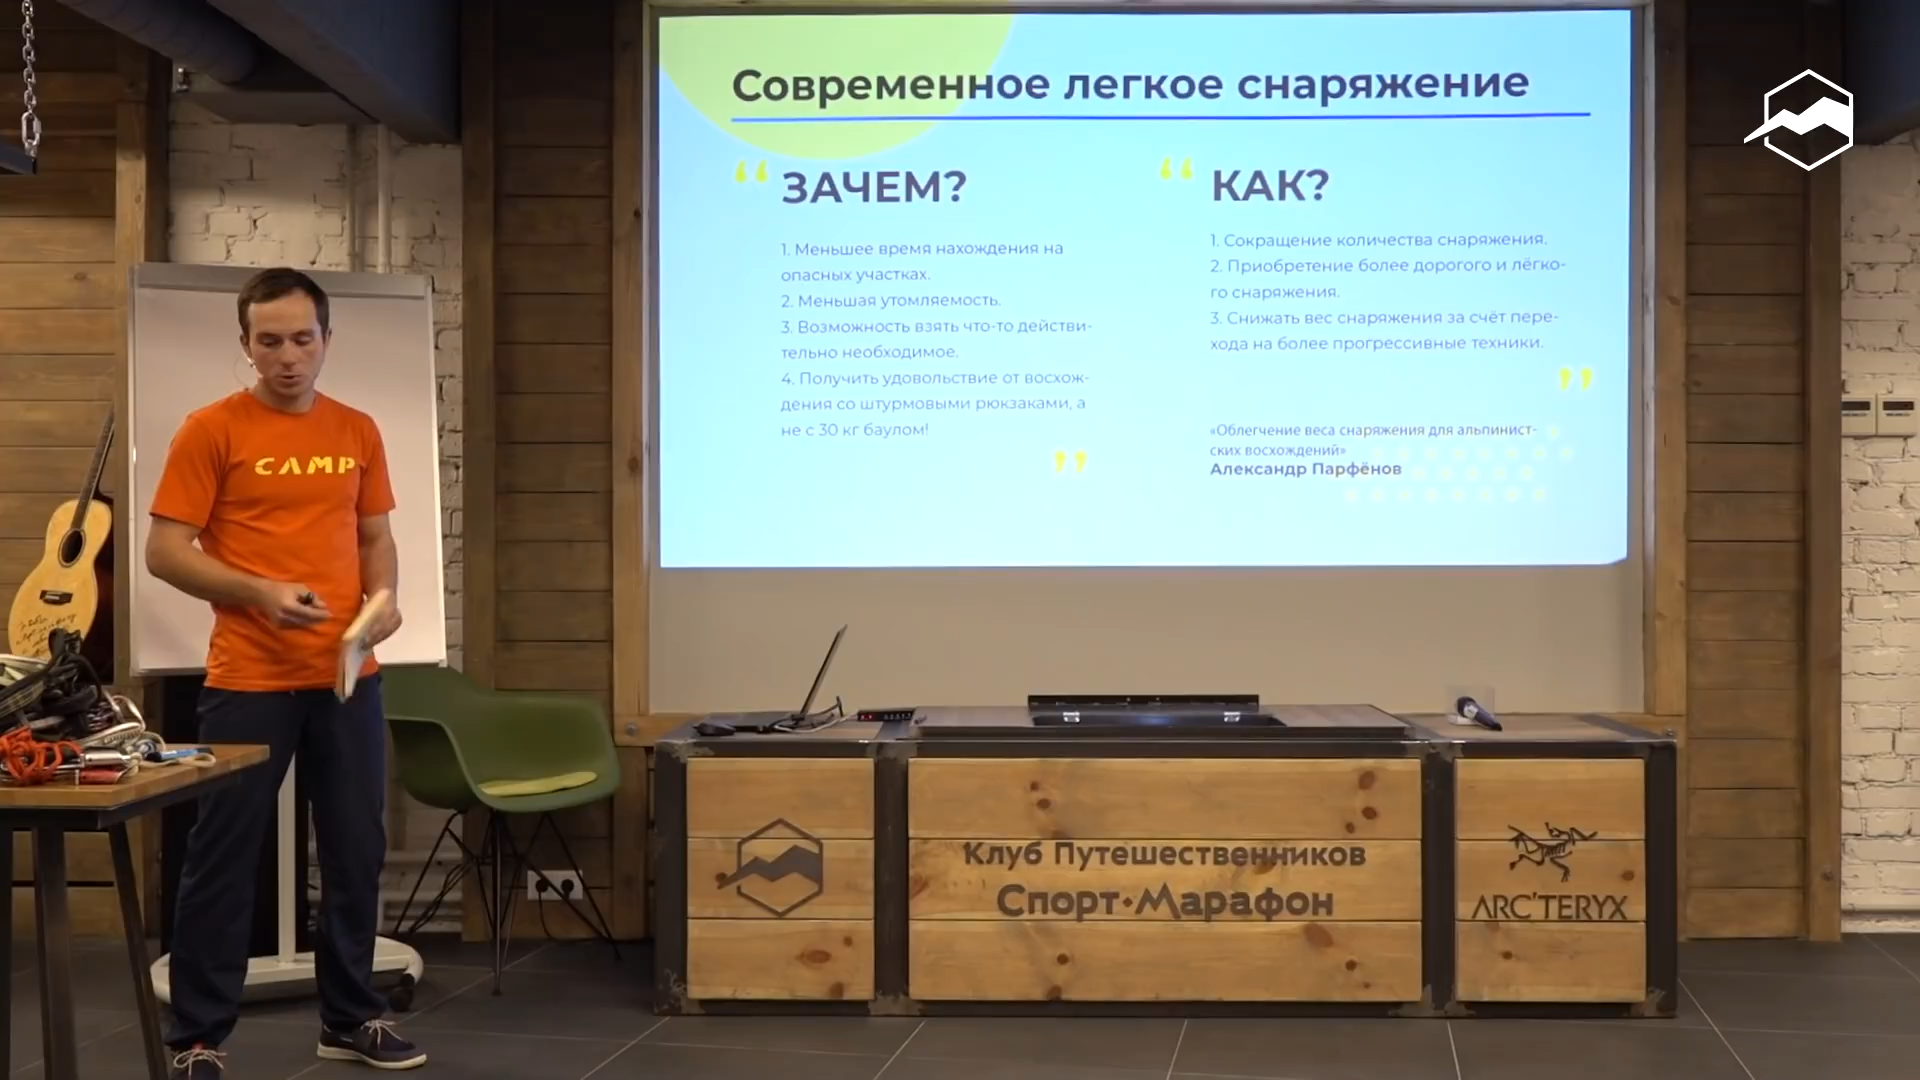 Современное легкое снаряжение
“ ЗАЧЕМ?
1. Меньшее время нахождения на
опасных участках.
2. Меньшая утомляемость.
3. Возможность взять что-то действи-
тельно необходимое.
4. Получить удовольствие от восхож-
дения со штурмовыми рюкзаками, а
не с 30 кг баулом!
”
“ КАК?
1. Сокращение количества снаряжения.
2. Приобретение более дорогого и лёгко-
го снаряжения.
3. Снижать вес снаряжения за счёт пере-
хода на более прогрессивные техники.
”
«Облегчение веса снаряжения для альпинист-
ских восхождений»
Александр Парфёнов
CAMP
Клуб Путешественников
Спорт•Марафон
ARC'TERYX